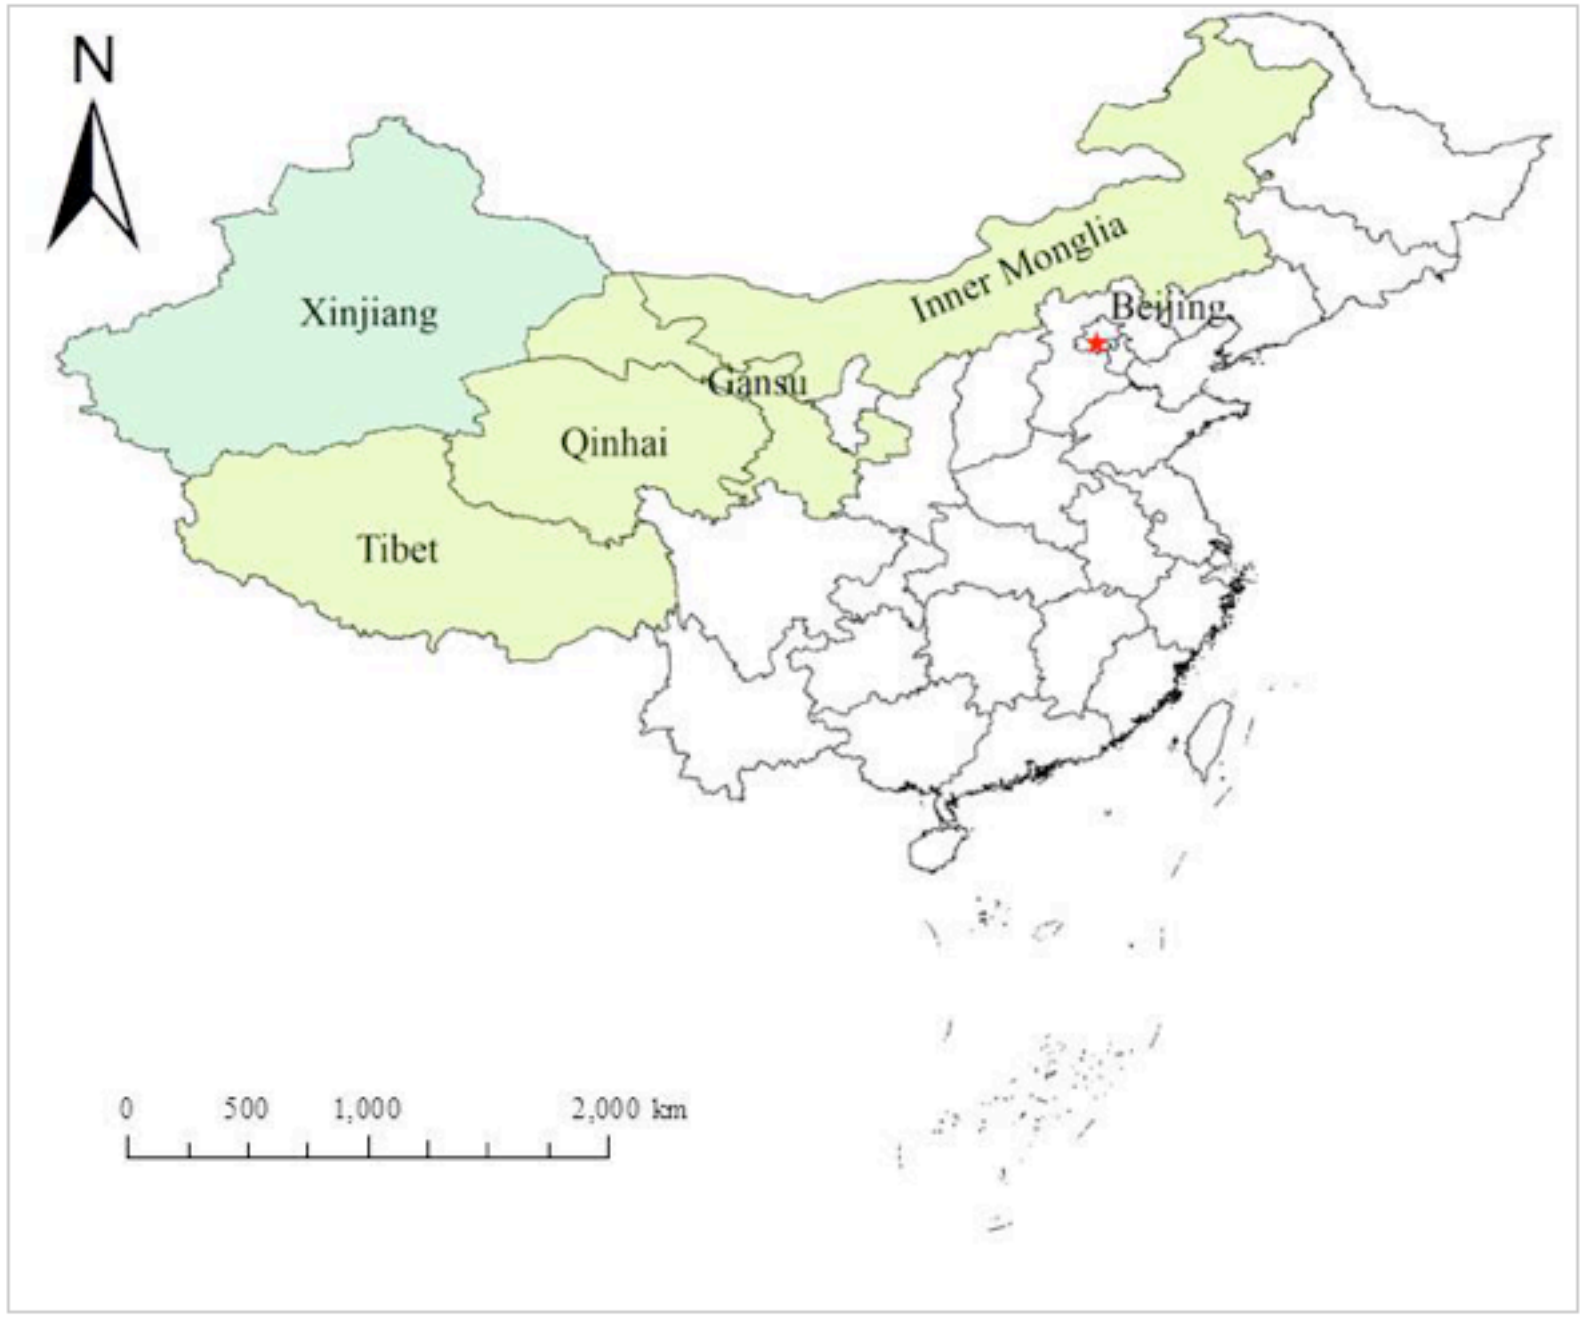 N
Inner Monglia
Beijing
Xinjiang
Gansu
Qinhai
Tibet
0 500 1,000 2,000 km